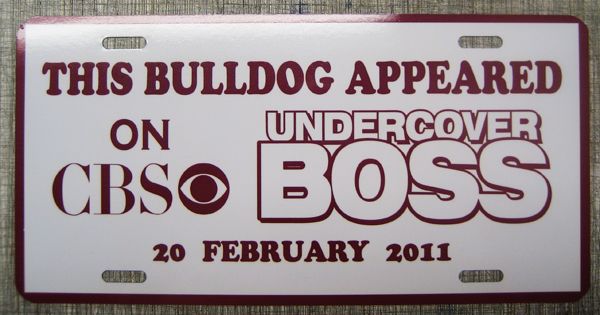 THIS BULLDOG APPEARED
ON
CBS
UNDERCOVER
BOSS
20 FEBRUARY 2011